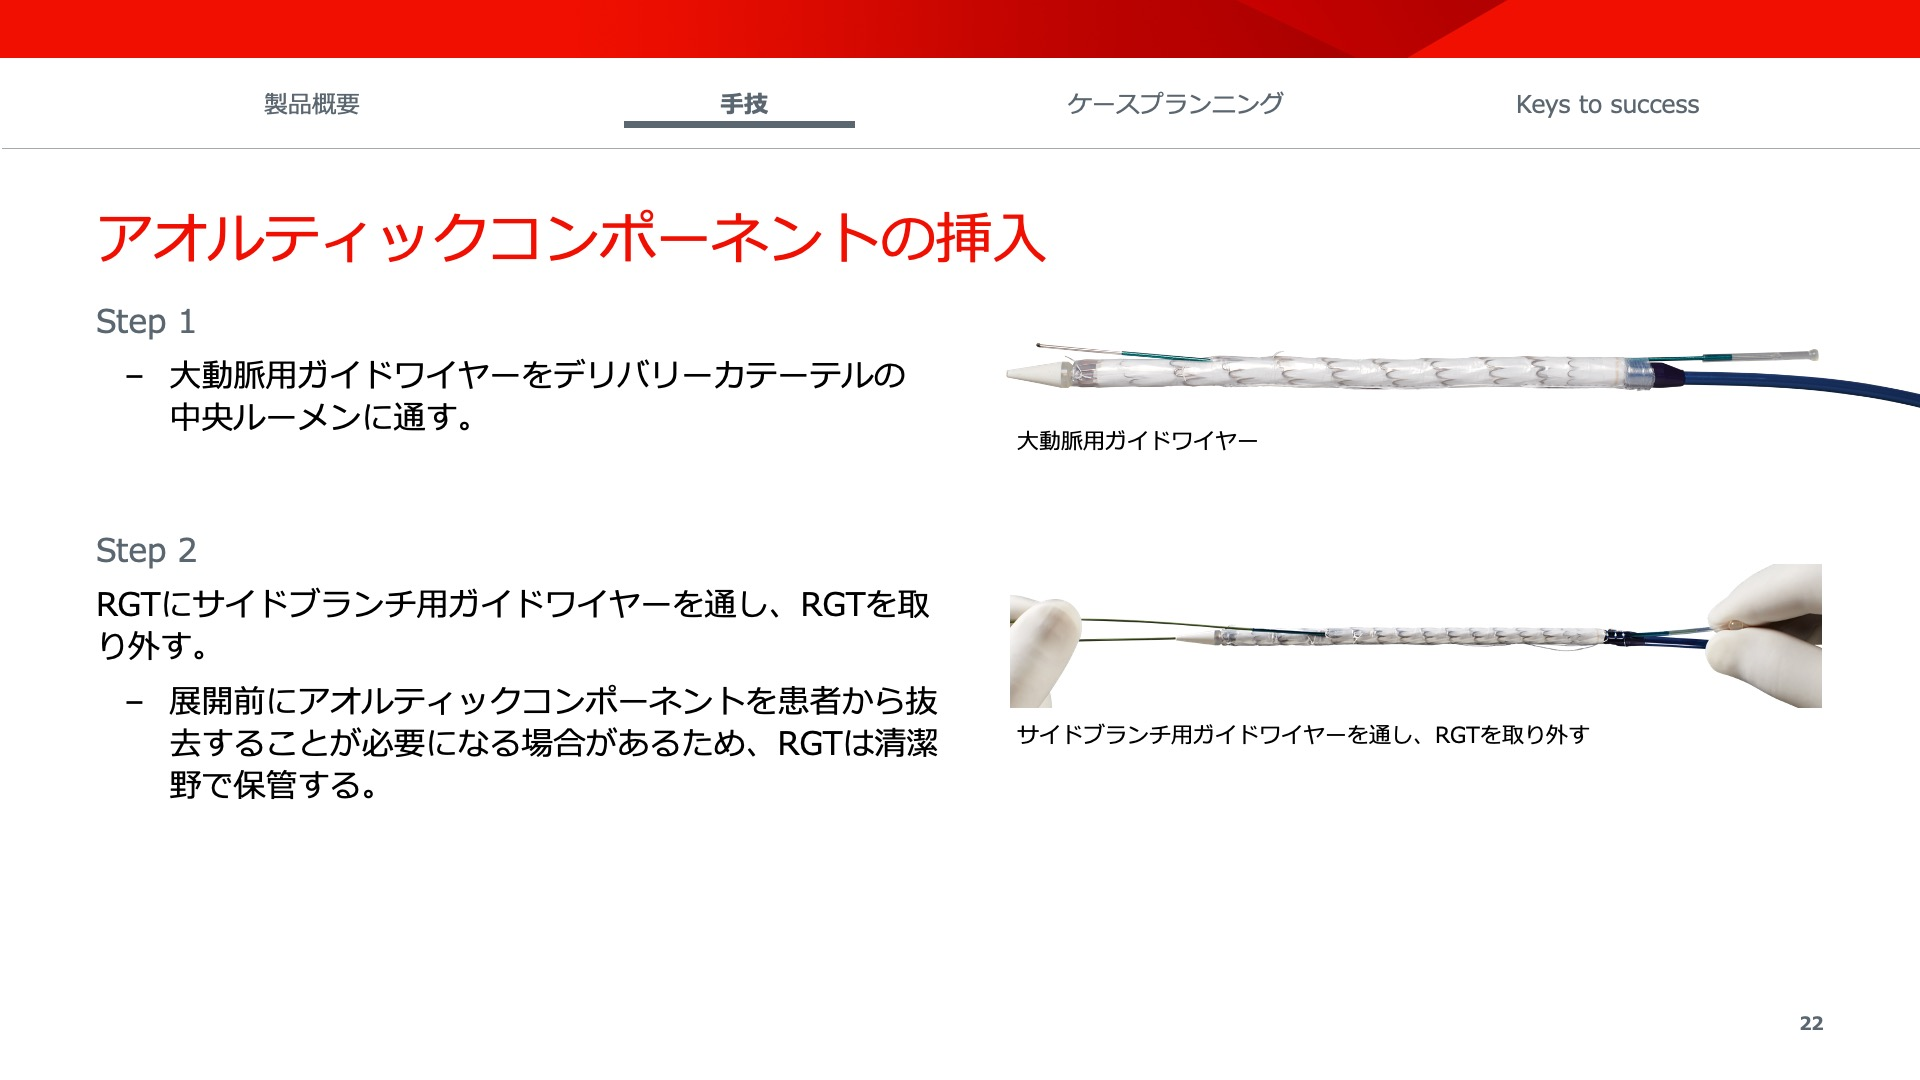 製品概要
手技
ケースプランニング
Keys to success
アオルティックコンポーネントの挿入
Step 1
– 大動脈用ガイドワイヤーをデリバリーカテーテルの
中央ルーメンに通す。
大動脈用ガイドワイヤー
Step 2
RGTにサイドブランチ用ガイドワイヤーを通し、RGTを取
り外す。
– 展開前にアオルティックコンポーネントを患者から抜
去することが必要になる場合があるため、RGTは清潔
野で保管する。
サイドブランチ用ガイドワイヤーを通し、RGTを取り外す
22